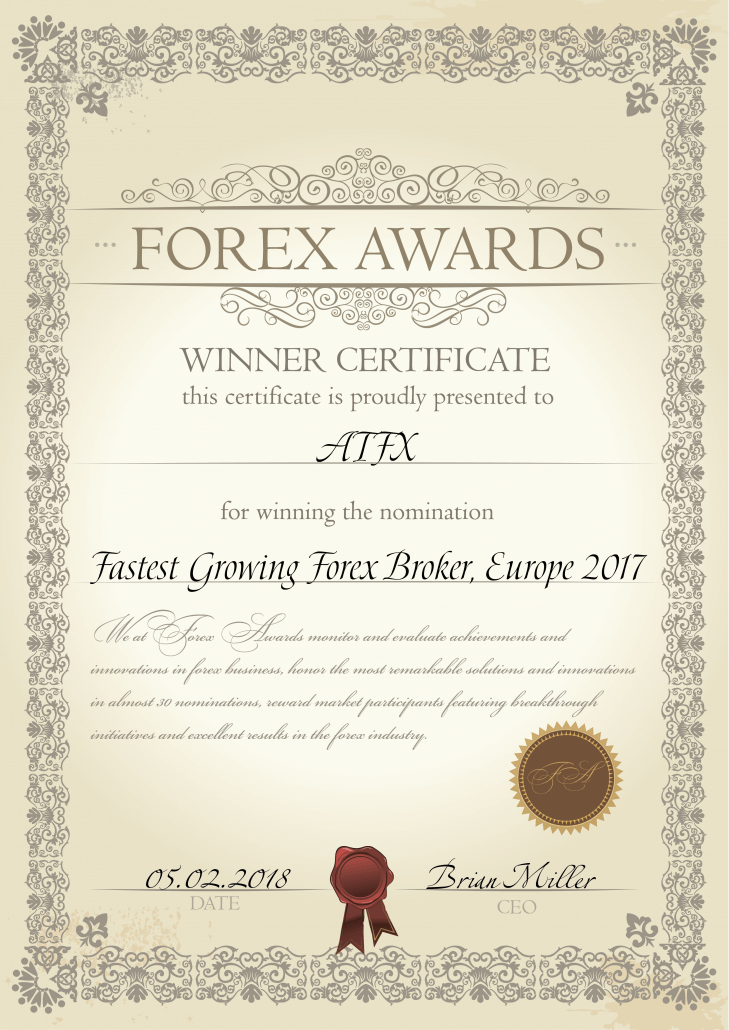 ··· FOREX AWARDS ···
WINNER CERTIFICATE
this certificate is proudly presented to
ATFX
for winning the nomination
Fastest Growing Forex Broker, Europe 2017
We at Forex Awards monitor and evaluate achievements and
innovations in forex business, honor the most remarkable solutions and innovations
in almost 30 nominations, reward market participants featuring breakthrough
initiatives and excellent results in the forex industry.
FA
05.02.2018
DATE
Brian Miller
CEO